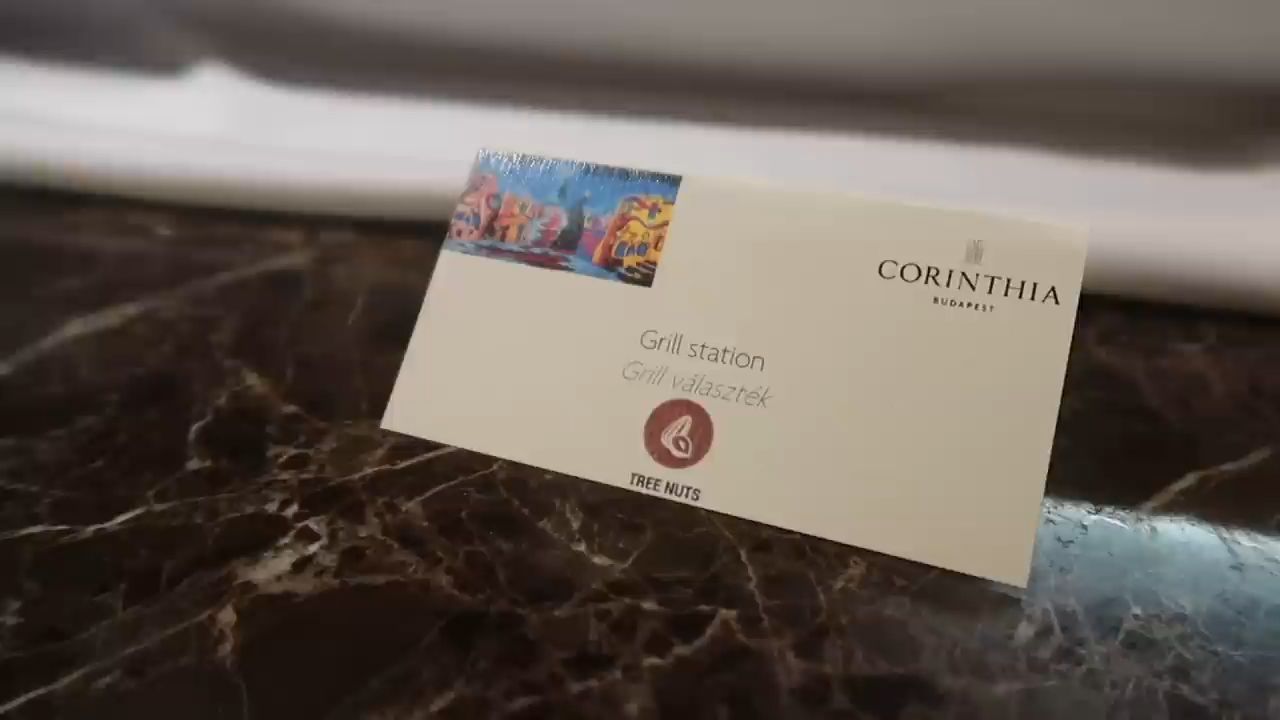 CORINTHIA
BUDAPEST
Grill station
Grill választék
TREE NUTS